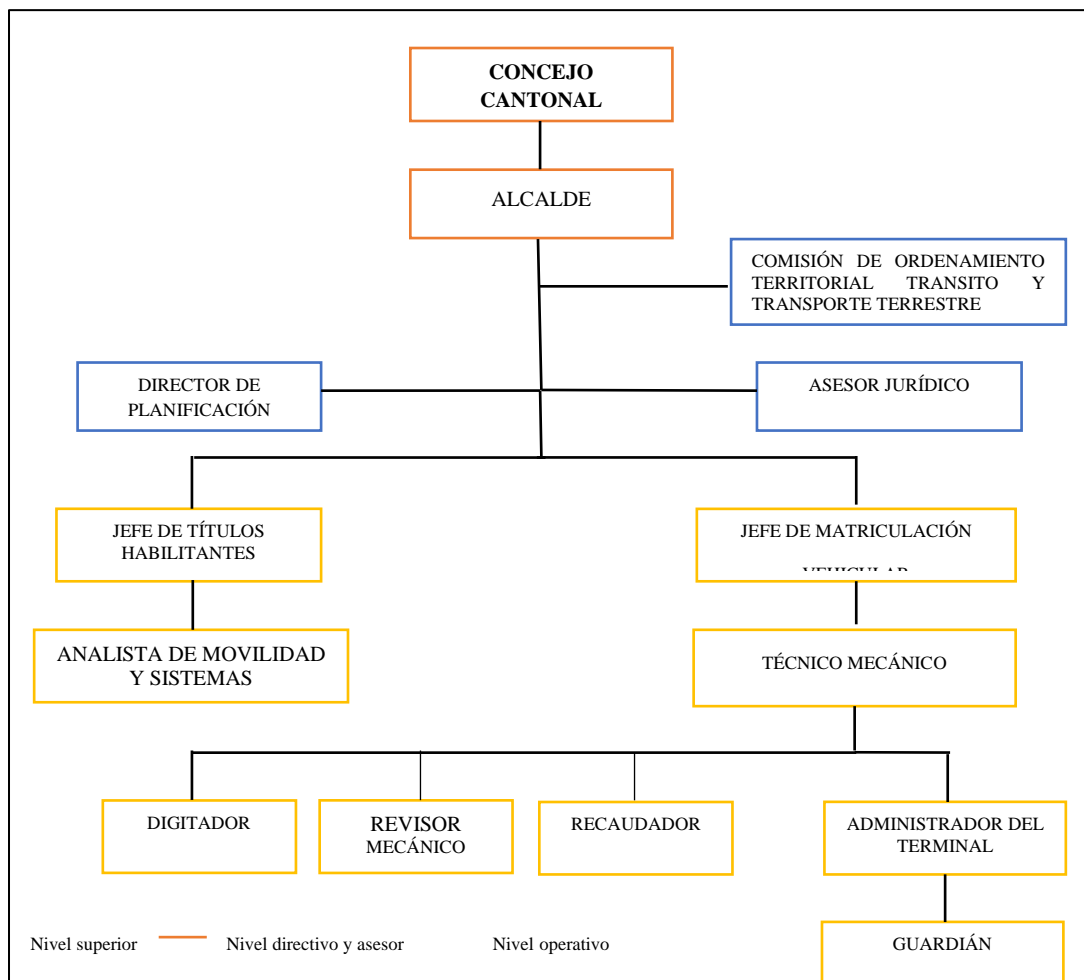 CONCEJO
CANTONAL
ALCALDE
COMISIÓN DE ORDENAMIENTO
TERRITORIAL TRANSITO Y
TRANSPORTE TERRESTRE
DIRECTOR DE
PLANIFICACIÓN
ASESOR JURÍDICO
JEFE DE TÍTULOS
HABILITANTES
JEFE DE MATRICULACIÓN
VEHICULAR
ANALISTA DE MOVILIDAD
Y SISTEMAS
TÉCNICO MECÁNICO
DIGITADOR
REVISOR
MECÁNICO
RECAUDADOR
ADMINISTRADOR DEL
TERMINAL
GUARDIÁN
Nivel superior Nivel directivo y asesor Nivel operativo